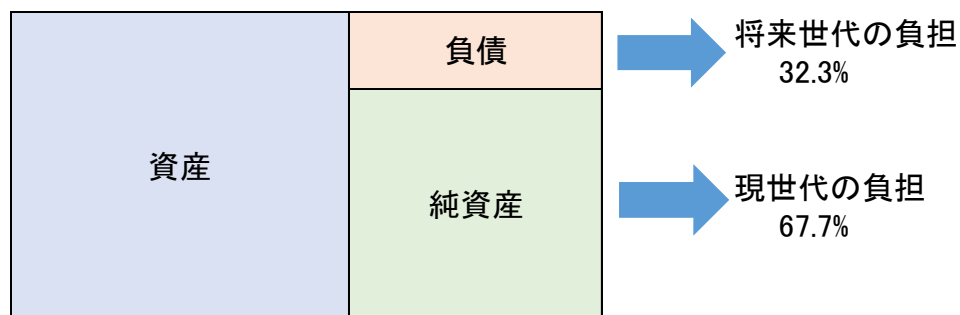 資産
負債
純資産
将来世代の負担
32.3%
現世代の負担
67.7%